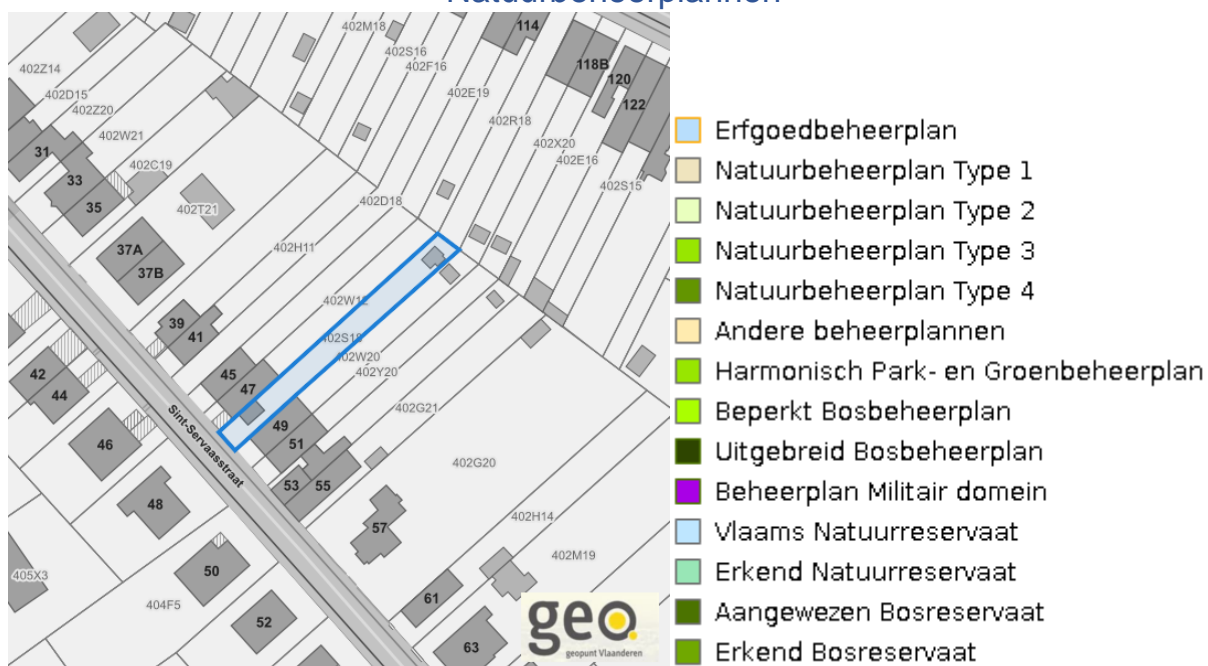 Natuurbeheerplannen
402M18
114
402S16
402F16
402Z14
118B
120
402D15
402E19
122
402Z20
402R18
402W21
31
402X20
402C19
402E16
33
402S15
35
402D18
402T21
37A
402H11
37B
402W12
39
41
402W20
402Y20
45
42
47
44
402G21
49
Sint-Servaasstraat
51
46
402G20
53
55
48
402H14
57
402M19
50
405X3
61
404F5
52
63
geo
geopunt Vlaanderen
Erfgoedbeheerplan
Natuurbeheerplan Type 1
Natuurbeheerplan Type 2
Natuurbeheerplan Type 3
Natuurbeheerplan Type 4
Andere beheerplannen
Harmonisch Park- en Groenbeheerplan
Beperkt Bosbeheerplan
Uitgebreid Bosbeheerplan
Beheerplan Militair domein
Vlaams Natuurreservaat
Erkend Natuurreservaat
Aangewezen Bosreservaat
Erkend Bosreservaat